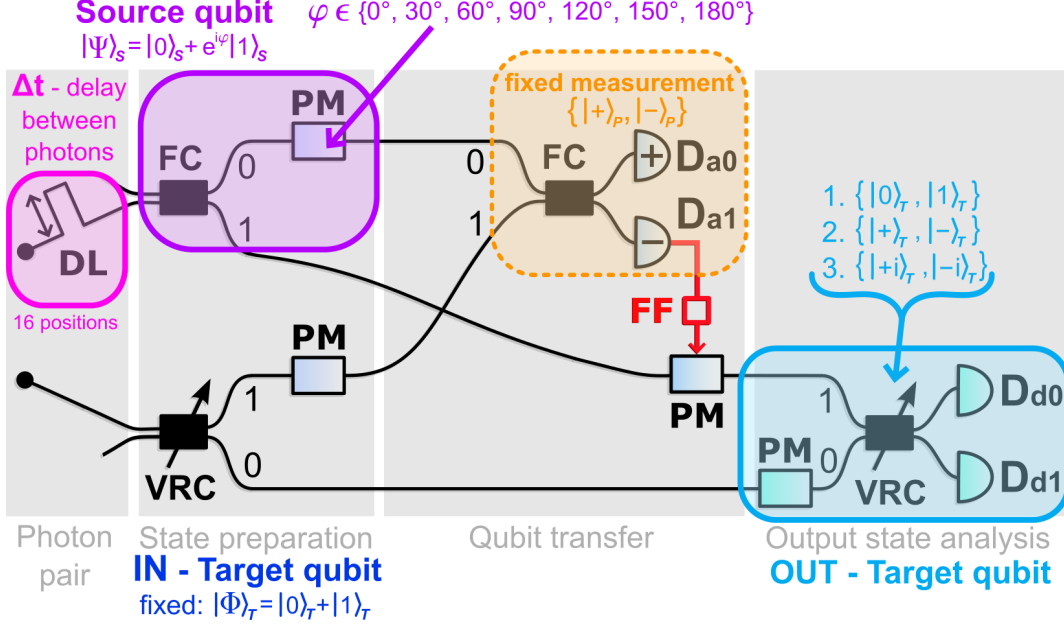 Source qubit
|Ψ⟩S = |0⟩S + e^iφ|1⟩S
φ ϵ {0°, 30°, 60°, 90°, 120°, 150°, 180°}
Δt - delay
between
photons
DL
16 positions
FC
PM
0
1
fixed measurement
{|+⟩P, |−⟩P}
0
1
FC
+
Da0
−
Da1
FF
1. {|0⟩T, |1⟩T}
2. {|+⟩T, |−⟩T}
3. {|+i⟩T, |−i⟩T}
PM
1
0
VRC
PM
1
0
PM
VRC
Dd0
Dd1
Photon
pair
State preparation
Qubit transfer
Output state analysis
IN - Target qubit
fixed: |Φ⟩T = |0⟩T + |1⟩T
OUT - Target qubit